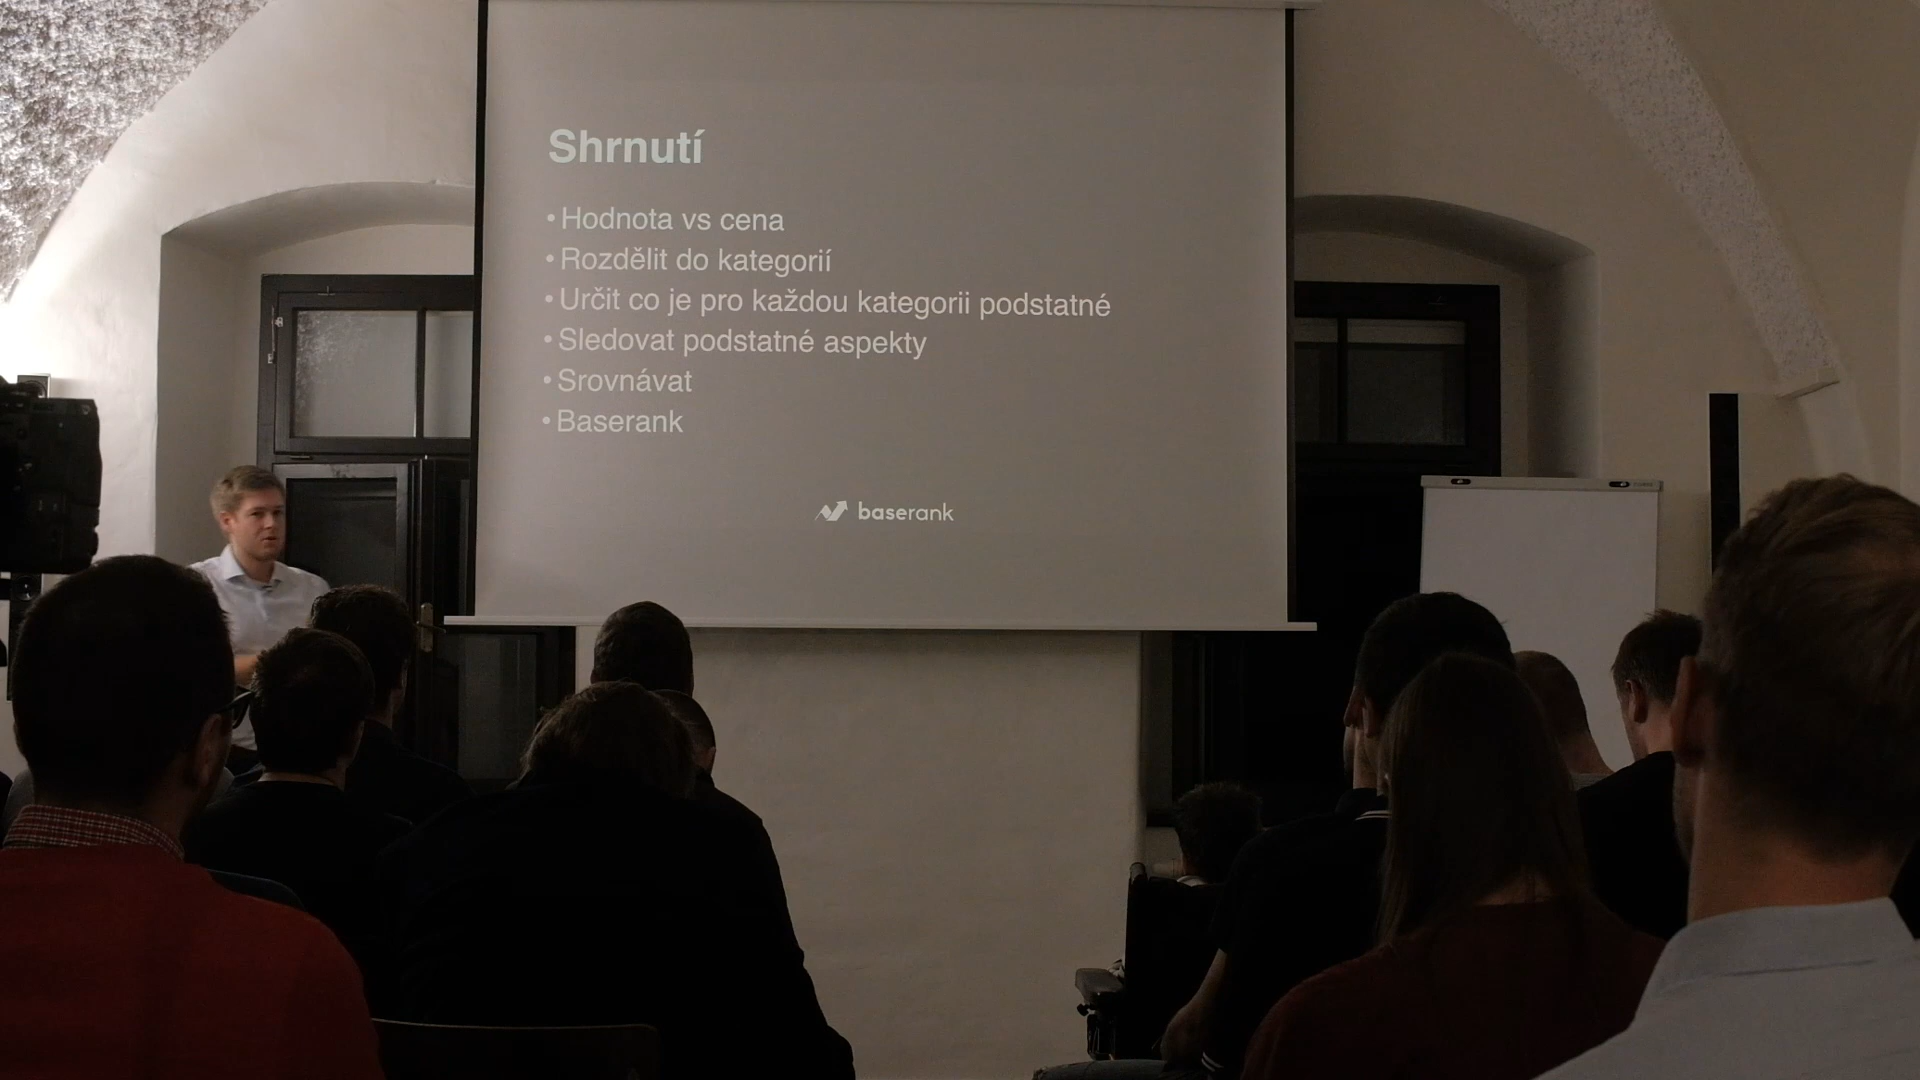 Shrnutí
• Hodnota vs cena
• Rozdělit do kategorií
• Určit co je pro každou kategorii podstatné
• Sledovat podstatné aspekty
• Srovnávat
• Baserank
baserank